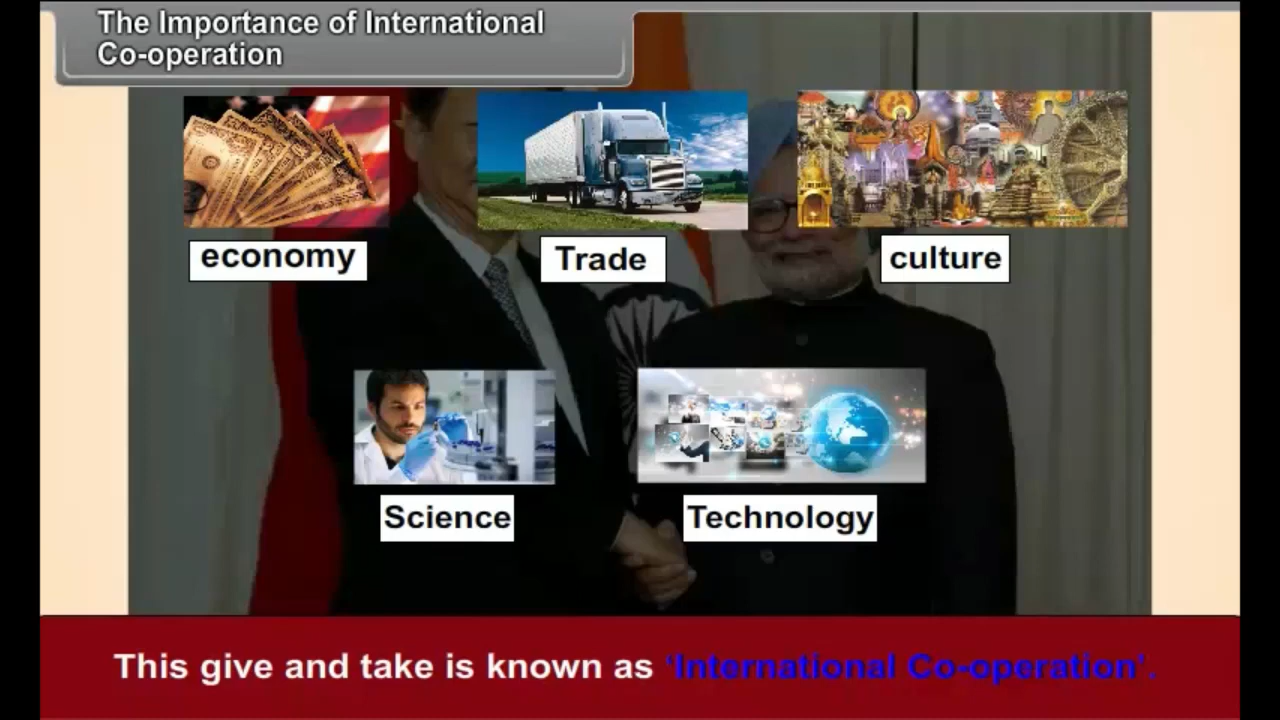 The Importance of International
Co-operation
economy
Trade
culture
Science
Technology
This give and take is known as 'International Co-operation'.